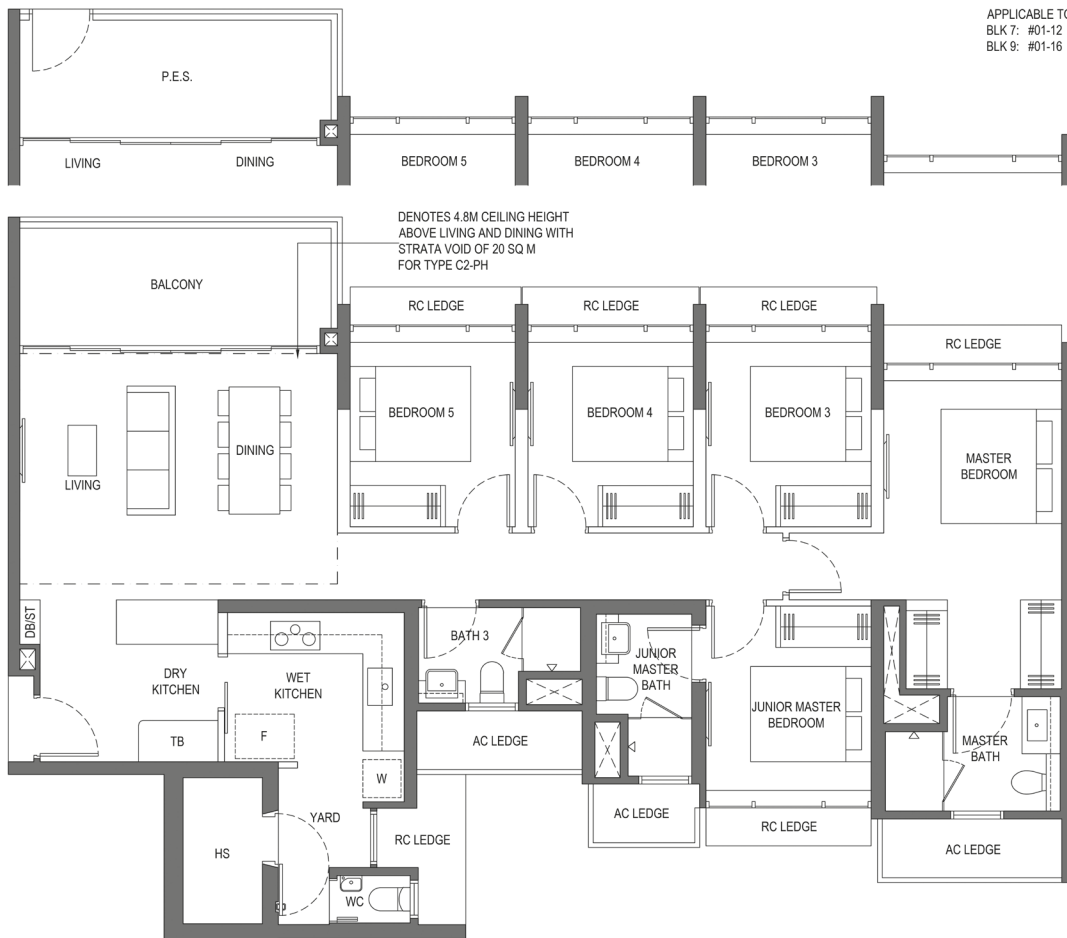 APPLICABLE TO
BLK 7: #01-12
BLK 9: #01-16
P.E.S.
LIVING
DINING
BEDROOM 5
BEDROOM 4
BEDROOM 3
DENOTES 4.8M CEILING HEIGHT
ABOVE LIVING AND DINING WITH
STRATA VOID OF 20 SQ M
FOR TYPE C2-PH
BALCONY
RC LEDGE
RC LEDGE
RC LEDGE
RC LEDGE
BEDROOM 5
BEDROOM 4
BEDROOM 3
MASTER
BEDROOM
DINING
LIVING
DB/ST
DRY
KITCHEN
WET
KITCHEN
BATH 3
JUNIOR
MASTER
BATH
JUNIOR MASTER
BEDROOM
TB
F
W
AC LEDGE
MASTER
BATH
AC LEDGE
RC LEDGE
YARD
RC LEDGE
HS
AC LEDGE
WC